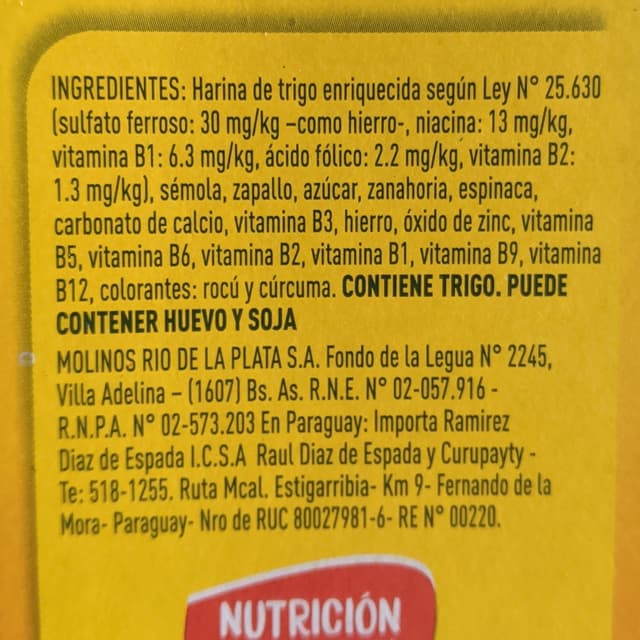 INGREDIENTES: Harina de trigo enriquecida según Ley N° 25.630
(sulfato ferroso: 30 mg/kg –como hierro-, niacina: 13 mg/kg,
vitamina B1: 6.3 mg/kg, ácido fólico: 2.2 mg/kg, vitamina B2:
1.3 mg/kg), sémola, zapallo, azúcar, zanahoria, espinaca,
carbonato de calcio, vitamina B3, hierro, óxido de zinc, vitamina
B5, vitamina B6, vitamina B2, vitamina B1, vitamina B9, vitamina
B12, colorantes: rocú y cúrcuma. CONTIENE TRIGO. PUEDE
CONTENER HUEVO Y SOJA
MOLINOS RIO DE LA PLATA S.A. Fondo de la Legua N° 2245,
Villa Adelina – (1607) Bs. As. R.N.E. N° 02-057.916 -
R.N.P.A. N° 02-573.203 En Paraguay: Importa Ramirez
Diaz de Espada I.C.S.A Raul Diaz de Espada y Curupayty -
Te: 518-1255. Ruta Mcal. Estigarribia- Km 9- Fernando de la
Mora- Paraguay- Nro de RUC 80027981-6- RE N° 00220.
NUTRICIÓN